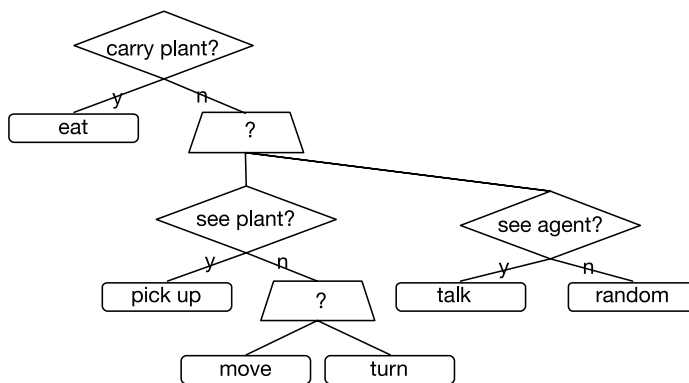 carry plant?
y
n
eat
?
see plant?
see agent?
y
n
y
n
pick up
?
talk
random
move
turn